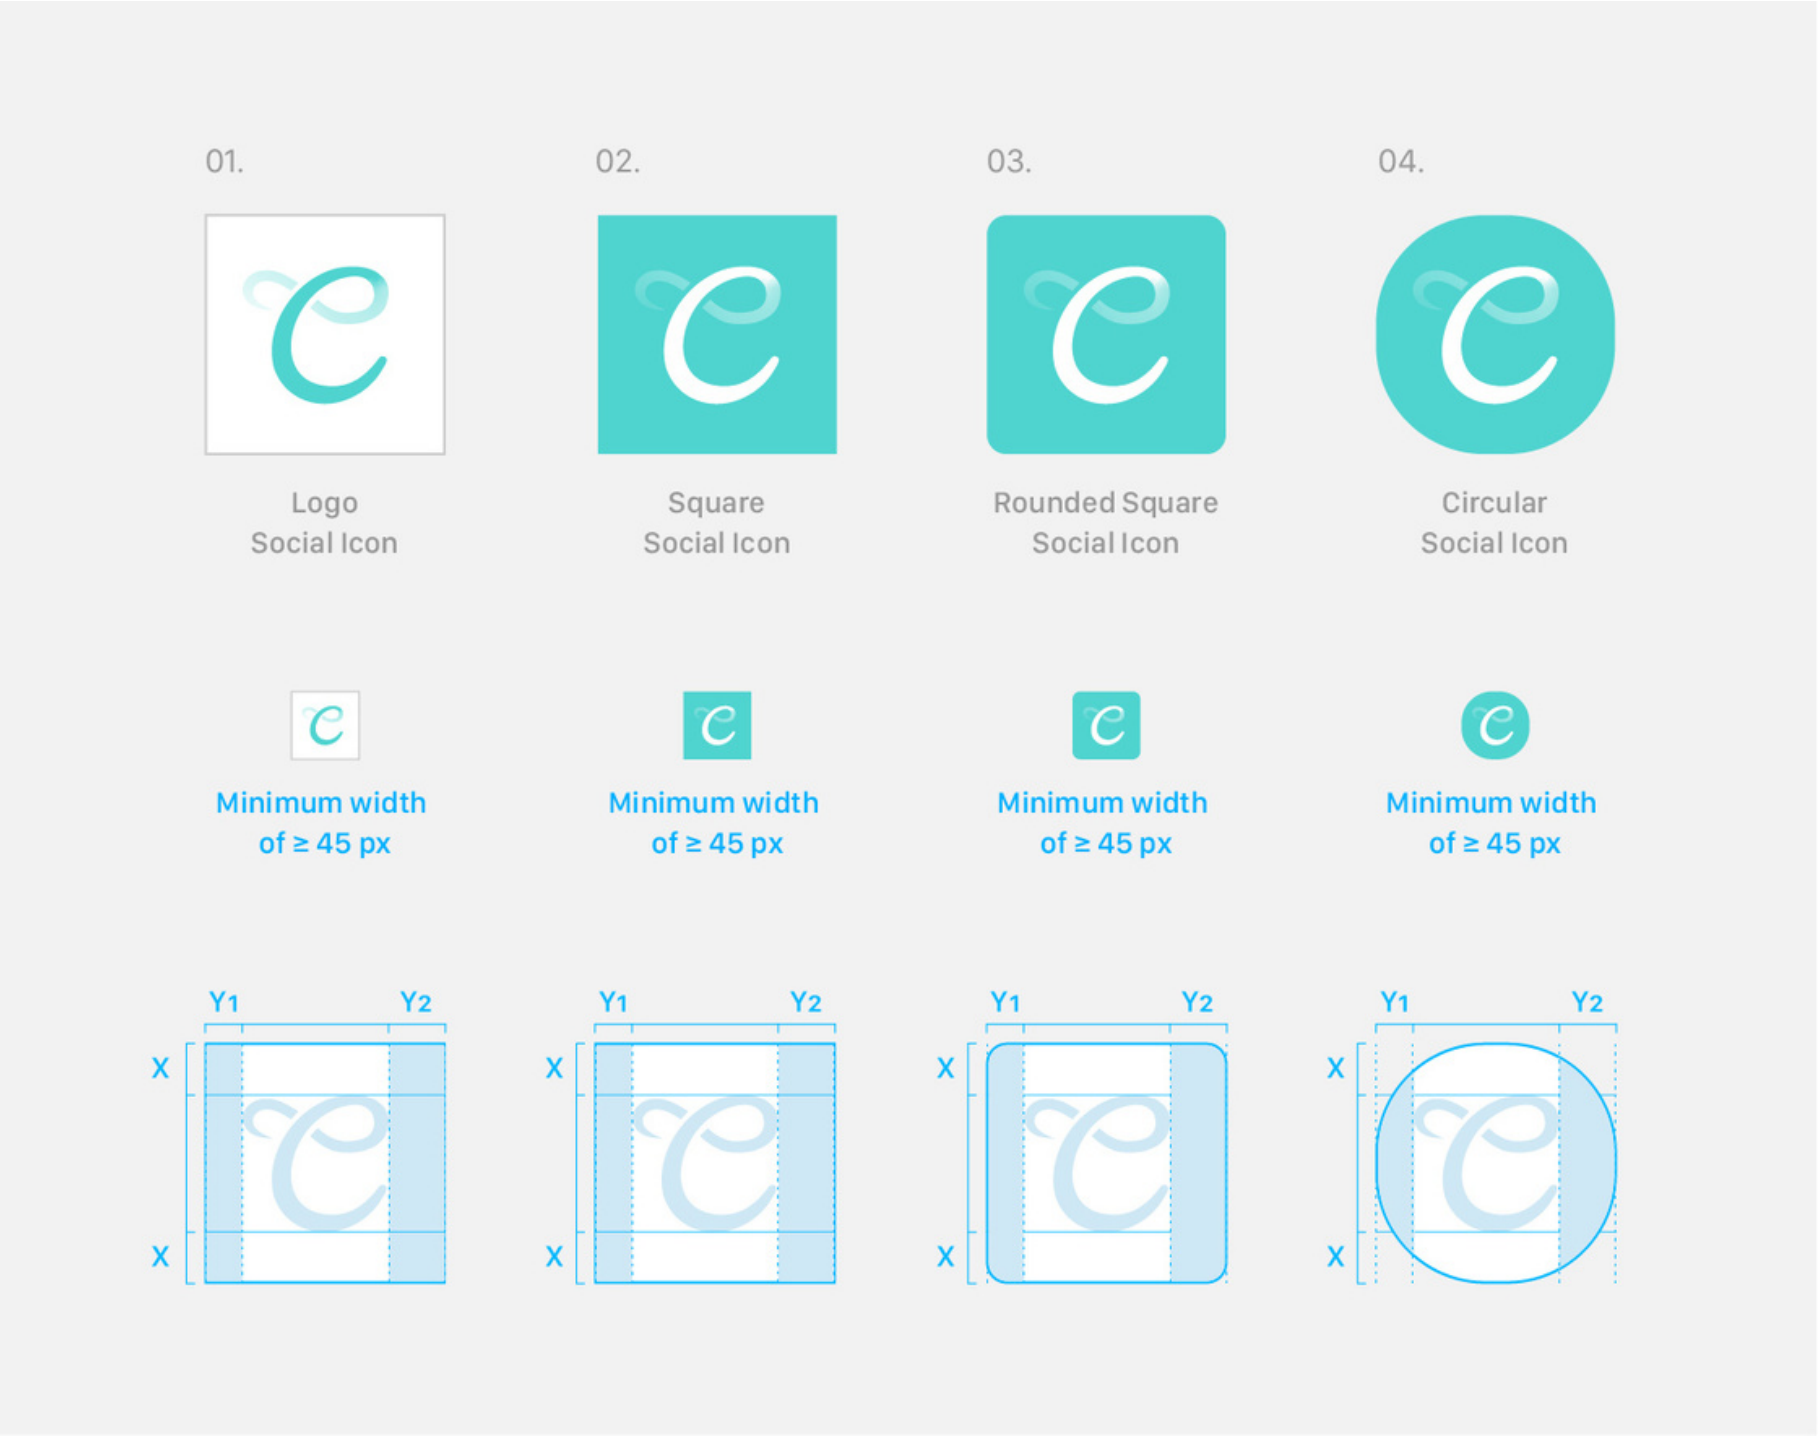 01.
02.
03.
04.
C
C
C
C
Logo
Social Icon
Square
Social Icon
Rounded Square
Social Icon
Circular
Social Icon
C
C
C
C
Minimum width
of ≥ 45 px
Minimum width
of ≥ 45 px
Minimum width
of ≥ 45 px
Minimum width
of ≥ 45 px
Y1 Y2
X
C
X
Y1 Y2
X
C
X
Y1 Y2
X
C
X
Y1 Y2
X
C
X